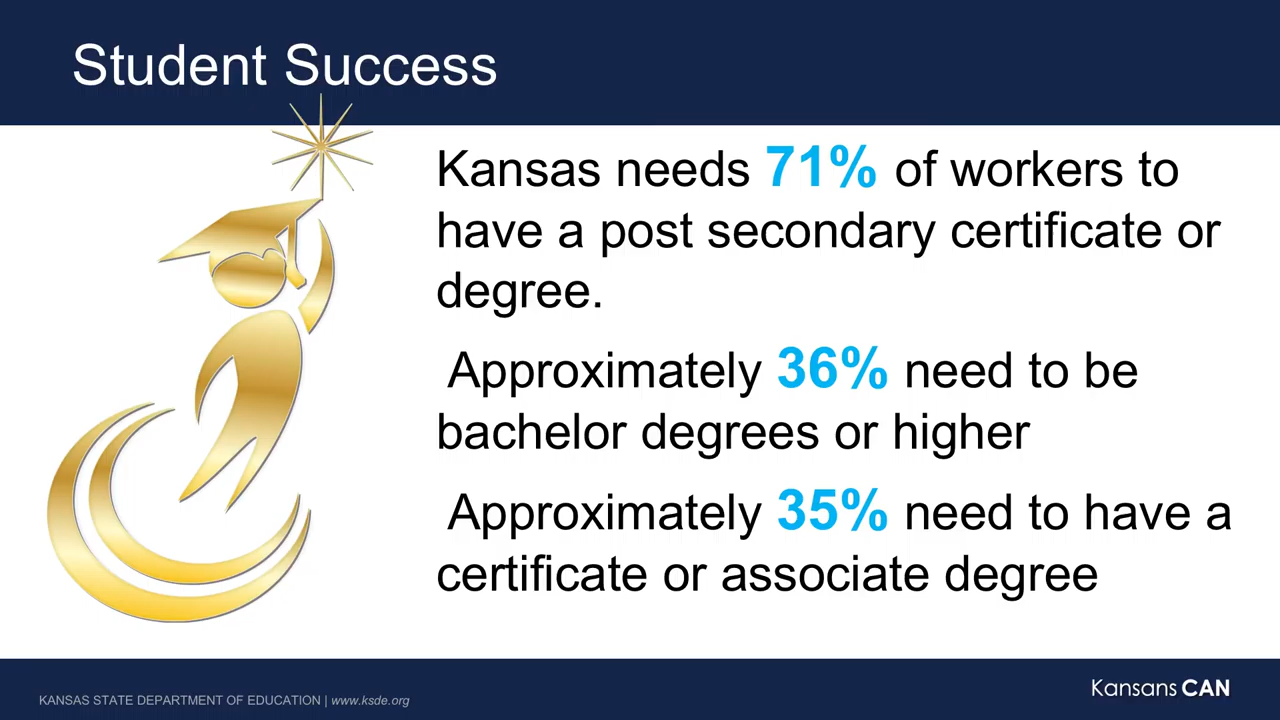 Student Success
Kansas needs 71% of workers to
have a post secondary certificate or
degree.
Approximately 36% need to be
bachelor degrees or higher
Approximately 35% need to have a
certificate or associate degree
KANSAS STATE DEPARTMENT OF EDUCATION | www.ksde.org
KansansCAN